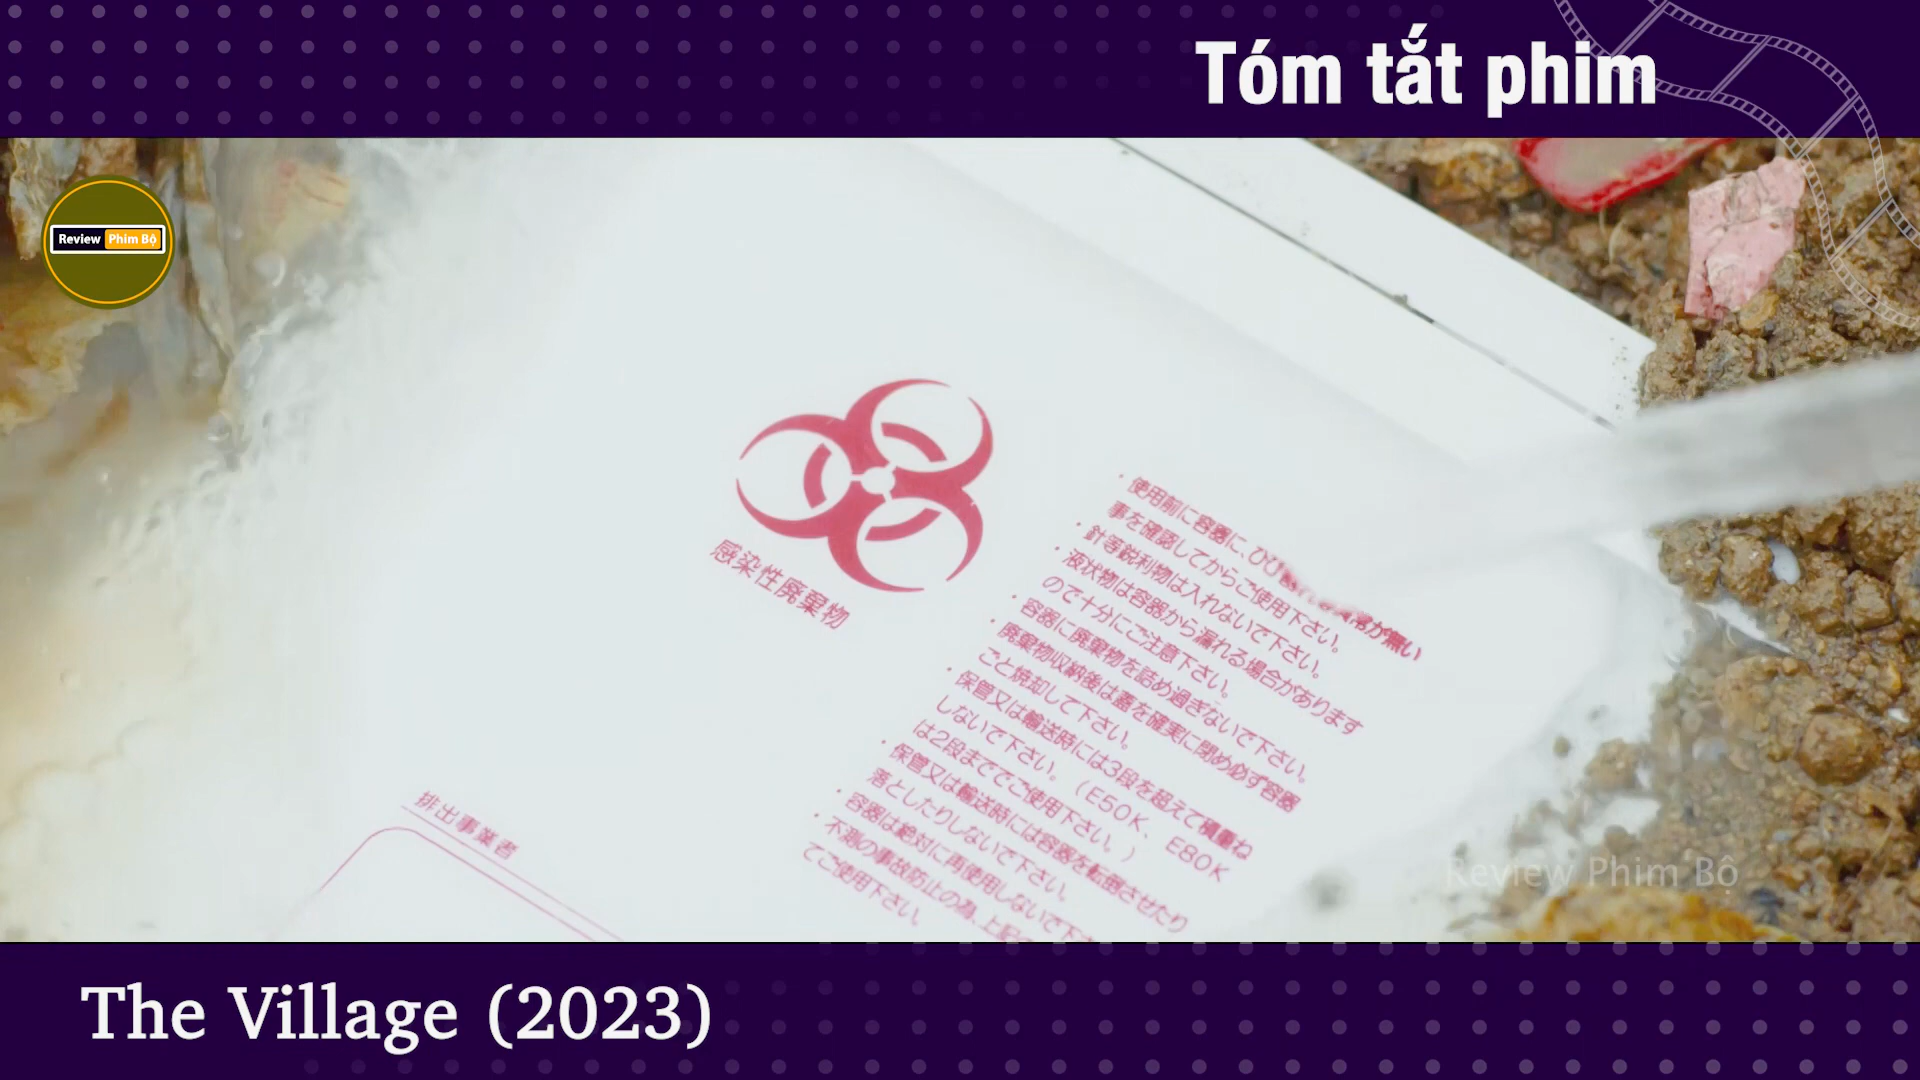 Tóm tắt phim
Review Phim Bộ
感染性廃棄物
・使用前に容器に、ひび
が無い
事を確認してからご使用下さい。
・針等鋭利物は入れないで下さい。
・液状物は容器から漏れる場合があります
ので十分にご注意下さい。
・容器に廃棄物を詰め過ぎないで下さい。
・廃棄物収納後は蓋を確実に閉め必ず容器
ごと焼却して下さい。
・保管又は輸送時には3段を超えて積重ね
しないで下さい。(E50K、E80K
は2段まででご使用下さい。)
・保管又は輸送時には容器を転倒させたり
落としたりしないで下さい。
・容器は絶対に再使用しないで下さ
・不測の事故防止の為、上記
てご使用下さい。
排出事業者
Review Phim Bộ
The Village (2023)